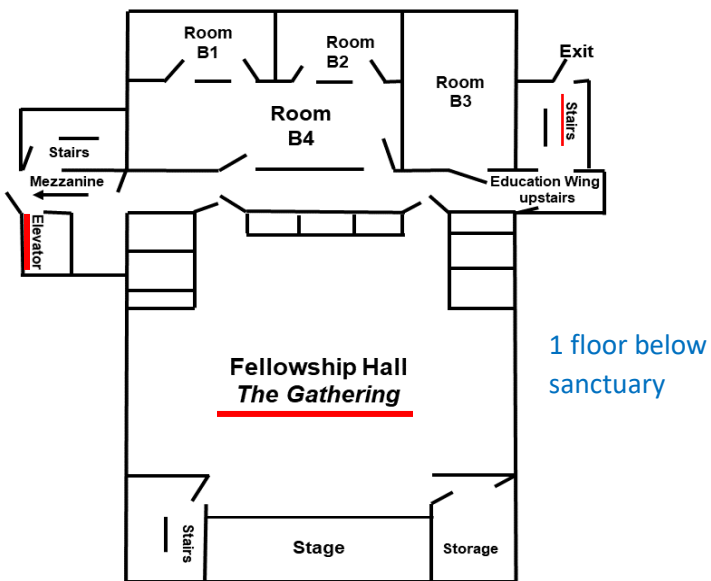 Room
B1
Room
B2
Exit
Room
B3
Stairs
Room
B4
Stairs
Mezzanine
Education Wing
upstairs
Elevator
1 floor below
sanctuary
Fellowship Hall
The Gathering
Stairs
Stage
Storage